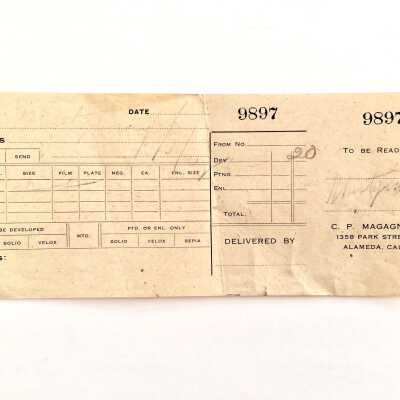 DATE
S
SEND
L. SIZE FILM PLATE NEG. EA. ENL. SIZE
BE DEVELOPED MTD. PTD. OR ENL. ONLY
SOLIO VELOX SOLIO VELOX SEPIA
S:
9897
FROM NO
DEV 20
PTG.
ENL
TOTAL.
DELIVERED BY
9897
TO BE READ
C. P. MAGAGN
1358 PARK STRE
ALAMEDA, CAL